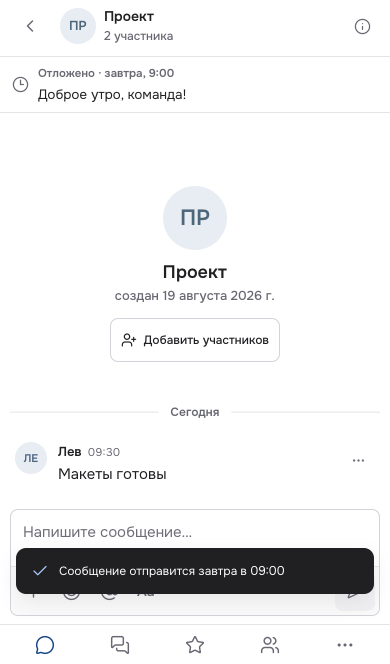 ПР
Проект
2 участника
Отложено · завтра, 9:00
Доброе утро, команда!
ПР
Проект
создан 19 августа 2026 г.
Добавить участников
Сегодня
ЛЕ
Лев 09:30
Макеты готовы
Напишите сообщение…
Сообщение отправится завтра в 09:00